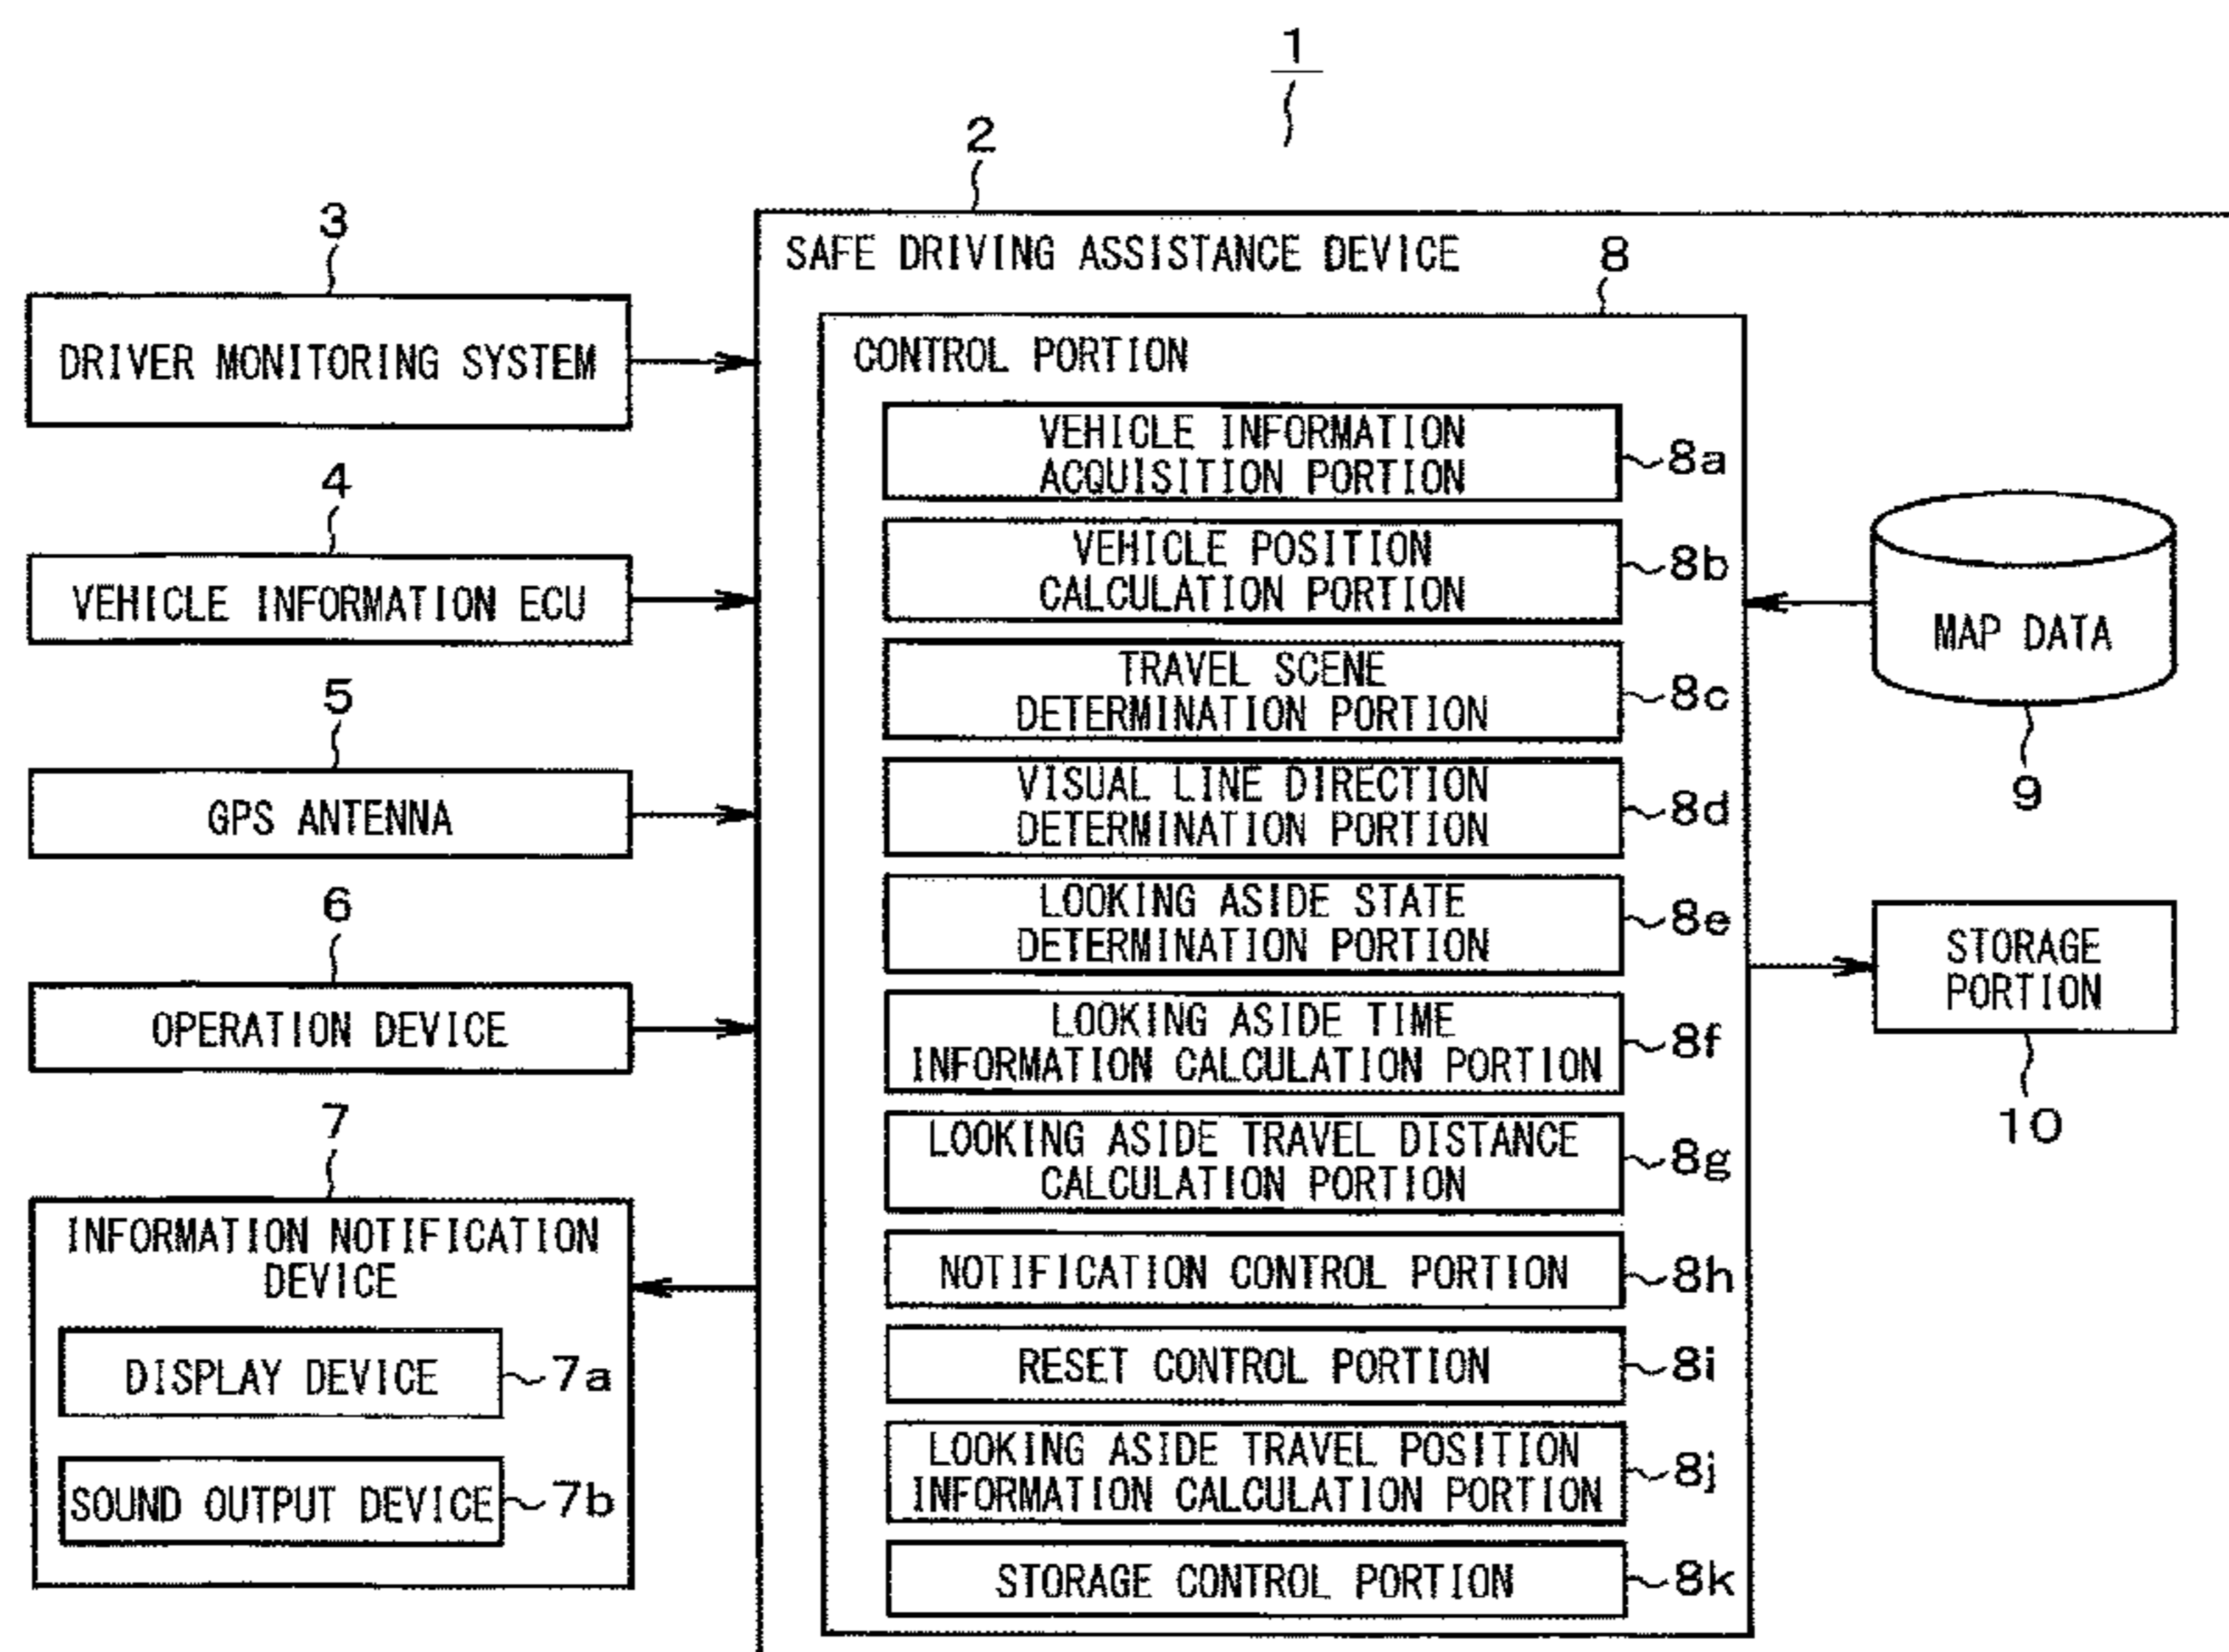 1
2
SAFE DRIVING ASSISTANCE DEVICE
3
DRIVER MONITORING SYSTEM
4
VEHICLE INFORMATION ECU
5
GPS ANTENNA
6
OPERATION DEVICE
7
INFORMATION NOTIFICATION
DEVICE
DISPLAY DEVICE
7a
SOUND OUTPUT DEVICE
7b
8
CONTROL PORTION
VEHICLE INFORMATION
ACQUISITION PORTION
8a
VEHICLE POSITION
CALCULATION PORTION
8b
TRAVEL SCENE
DETERMINATION PORTION
8c
VISUAL LINE DIRECTION
DETERMINATION PORTION
8d
LOOKING ASIDE STATE
DETERMINATION PORTION
8e
LOOKING ASIDE TIME
INFORMATION CALCULATION PORTION
8f
LOOKING ASIDE TRAVEL DISTANCE
CALCULATION PORTION
8g
NOTIFICATION CONTROL PORTION
8h
RESET CONTROL PORTION
8i
LOOKING ASIDE TRAVEL POSITION
INFORMATION CALCULATION PORTION
8j
STORAGE CONTROL PORTION
8k
MAP DATA
9
STORAGE
PORTION
10